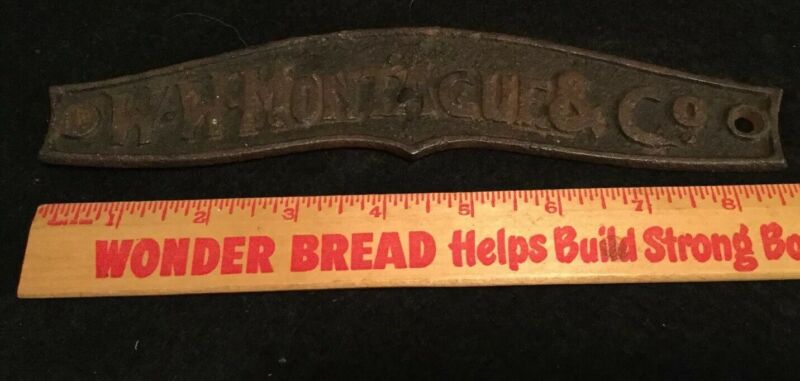 W.W. MONTAGUE & Co
1 2 3 4 5 6 7 8
WONDER BREAD Helps Build Strong Bo